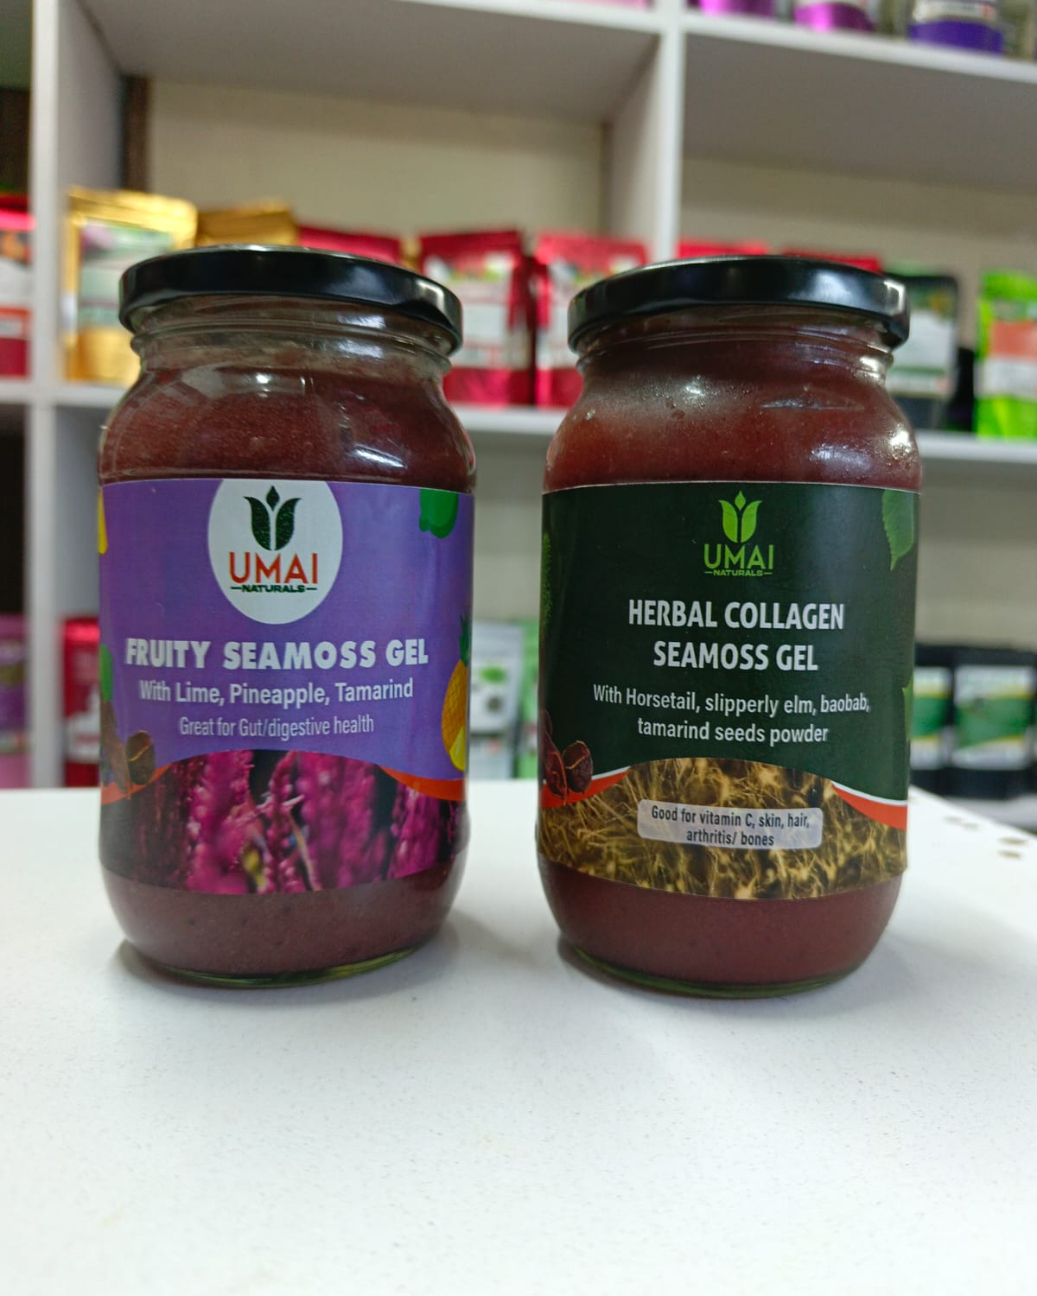 UMAI
NATURALS
FRUITY SEAMOSS GEL
With Lime, Pineapple, Tamarind
Great for Gut/digestive health
UMAI
NATURALS
HERBAL COLLAGEN
SEAMOSS GEL
With Horsetail, slipperly elm, baobab,
tamarind seeds powder
Good for vitamin C, skin, hair,
arthritis/ bones